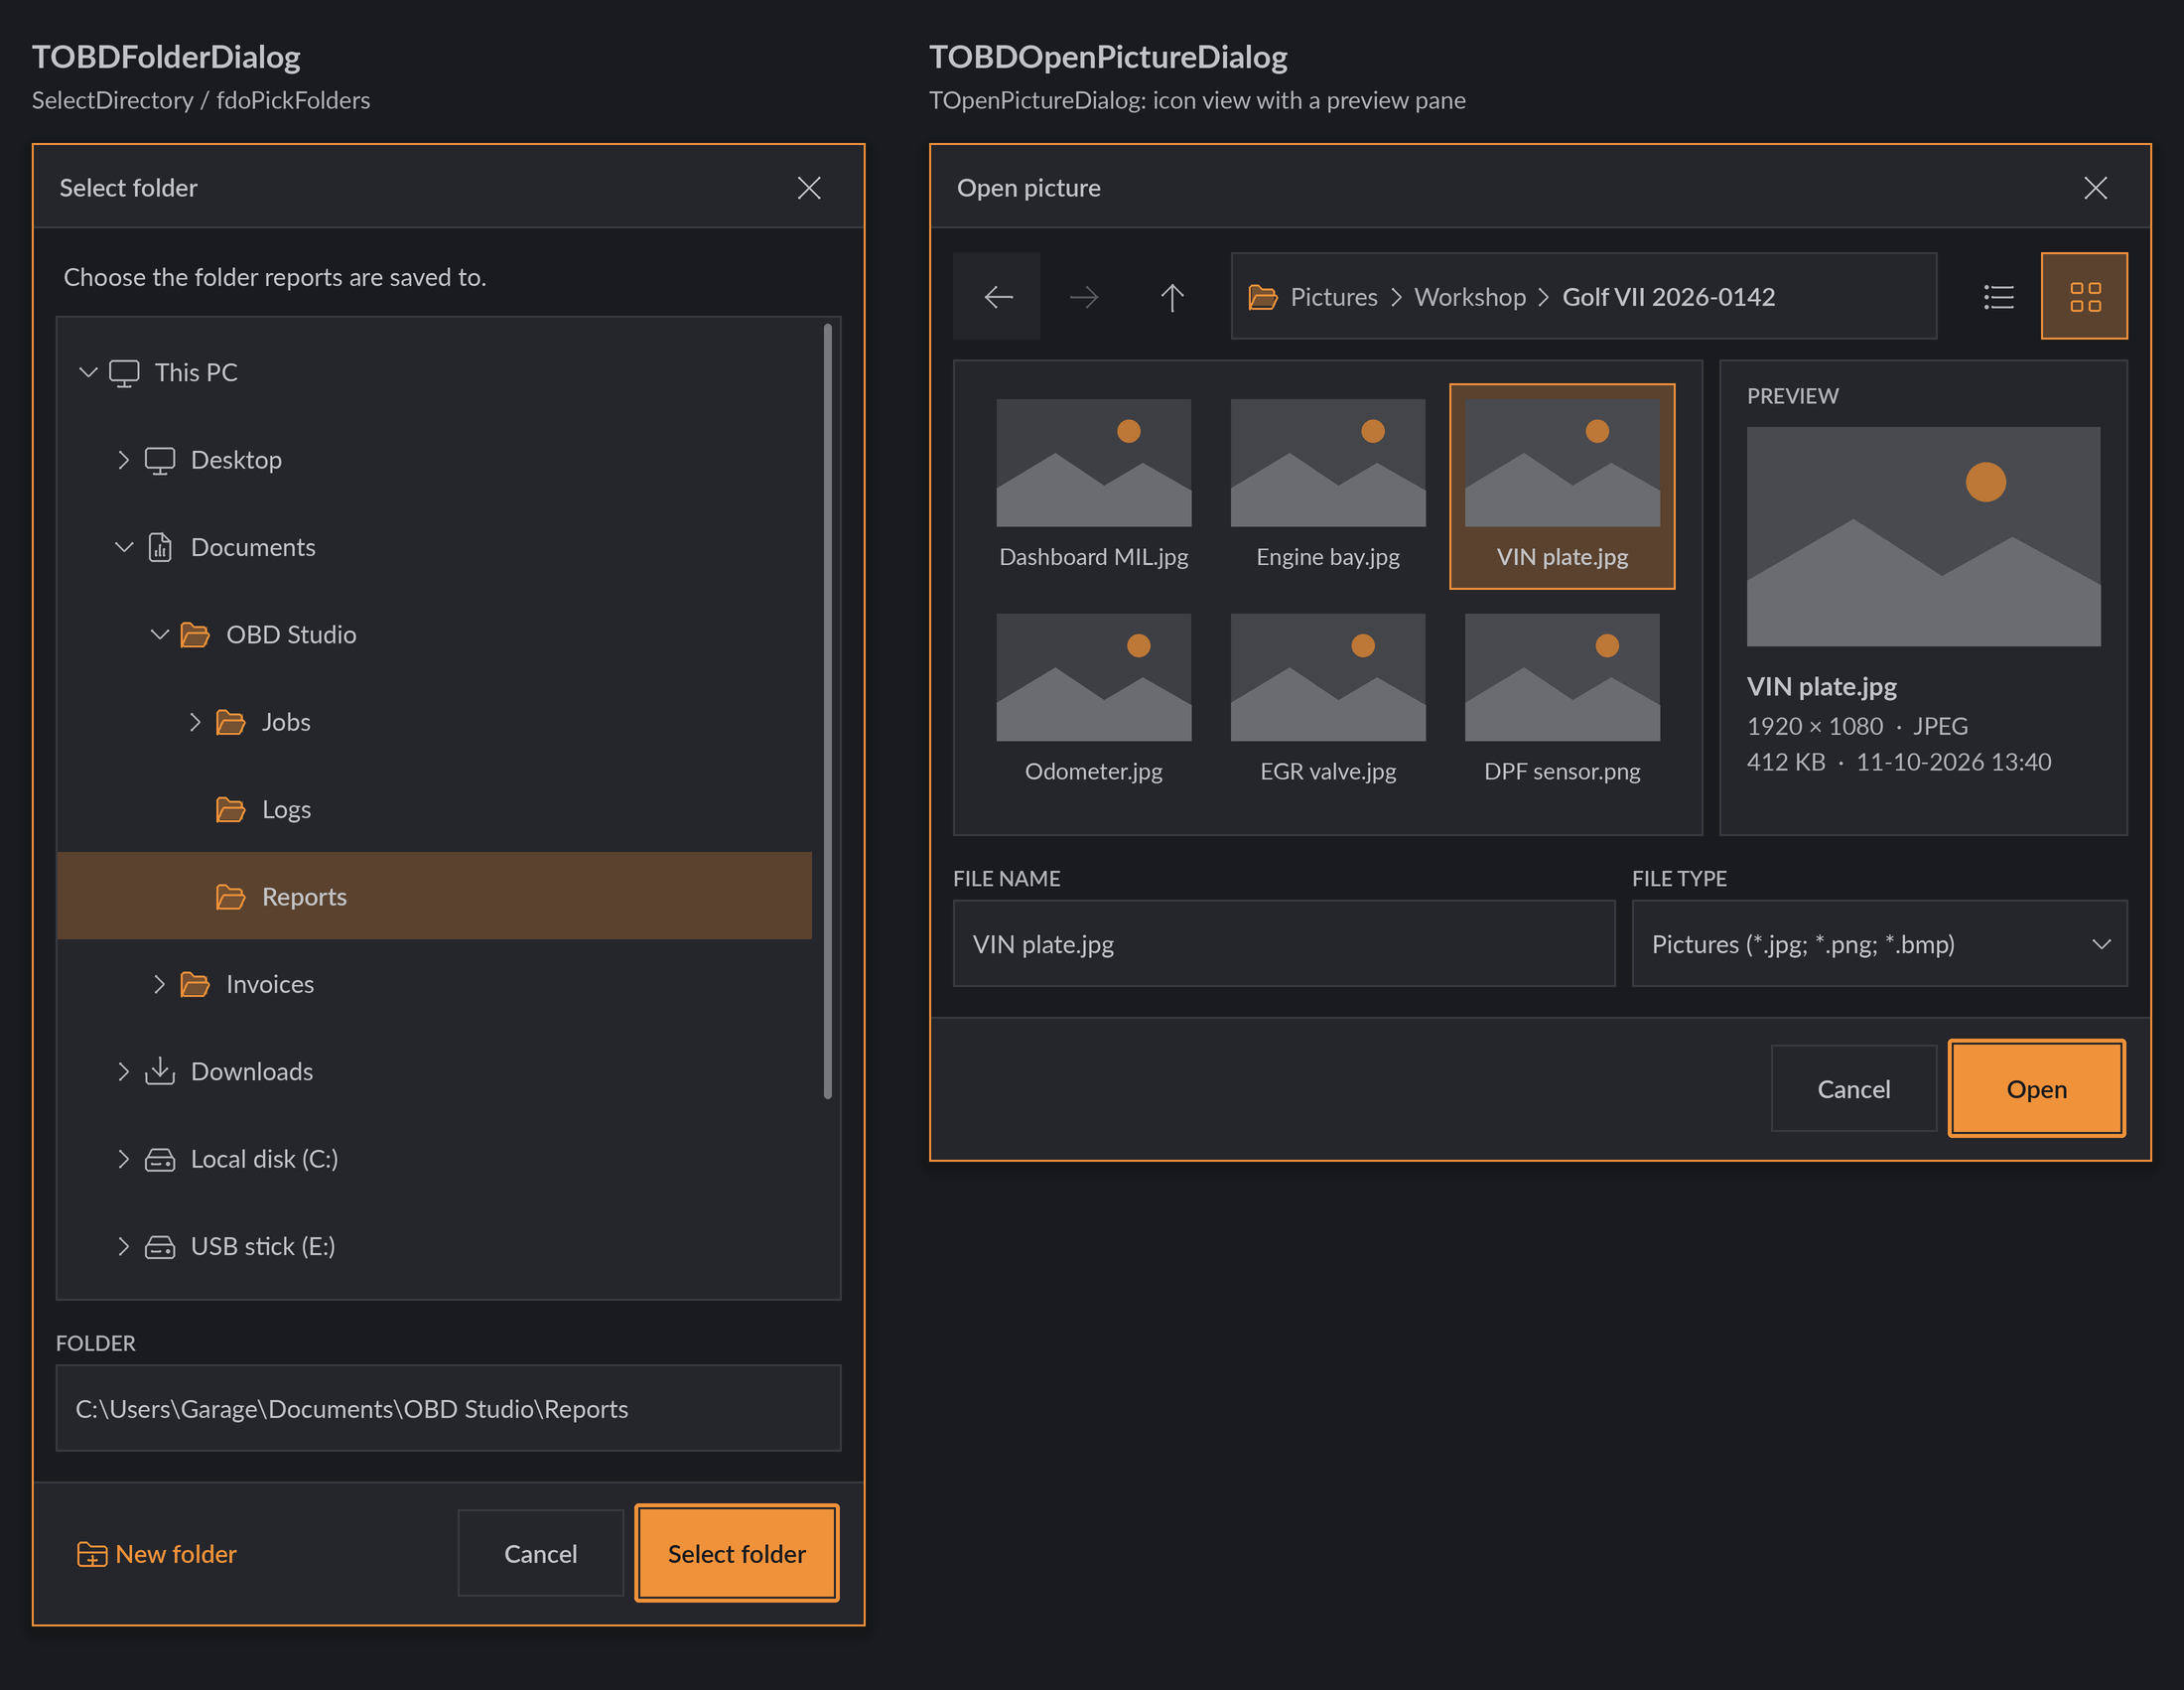 TOBDFolderDialog
SelectDirectory / fdoPickFolders
Select folder
Choose the folder reports are saved to.
This PC
Desktop
Documents
OBD Studio
Jobs
Logs
Reports
Invoices
Downloads
Local disk (C:)
USB stick (E:)
FOLDER
C:\Users\Garage\Documents\OBD Studio\Reports
New folder
Cancel
Select folder
TOBDOpenPictureDialog
TOpenPictureDialog: icon view with a preview pane
Open picture
Pictures > Workshop > Golf VII 2026-0142
Dashboard MIL.jpg
Engine bay.jpg
VIN plate.jpg
Odometer.jpg
EGR valve.jpg
DPF sensor.png
PREVIEW
VIN plate.jpg
1920 × 1080 · JPEG
412 KB · 11-10-2026 13:40
FILE NAME
VIN plate.jpg
FILE TYPE
Pictures (*.jpg; *.png; *.bmp)
Cancel
Open